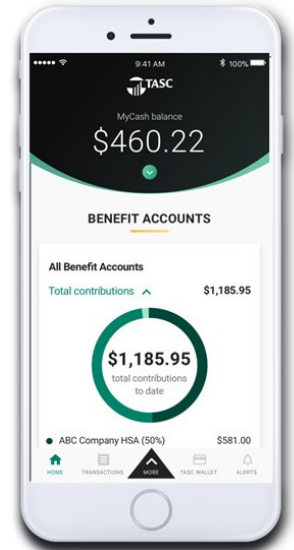 9:41 AM
100%
TASC
MyCash balance
$460.22
BENEFIT ACCOUNTS
All Benefit Accounts
Total contributions $1,185.95
$1,185.95
total contributions
to date
ABC Company HSA (50%) $581.00
HOME TRANSACTIONS MORE TASC WALLET ALERTS